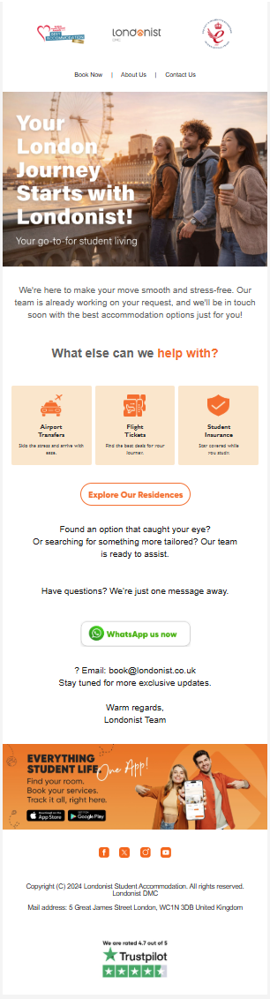 BEST
ACCOMMODATION
londonist
DMC
Book Now | About Us | Contact Us
Your
London
Journey
Starts with
Londonist!
Your go-to-for student living
We're here to make your move smooth and stress-free. Our
team is already working on your request, and we'll be in touch
soon with the best accommodation options just for you!
What else can we help with?
Airport
Transfers
Skip the stress and arrive with
ease.
Flight
Tickets
Find the best deals for your
journey.
Student
Insurance
Stay covered while
you study.
Explore Our Residences
Found an option that caught your eye?
Or searching for something more tailored? Our team
is ready to assist.
Have questions? We're just one message away.
WhatsApp us now
? Email: book@londonist.co.uk
Stay tuned for more exclusive updates.
Warm regards,
Londonist Team
EVERYTHING
STUDENT LIFE.
One App!
Find your room.
Book your services.
Track it all, right here.
Download on the
App Store
GET IT ON
Google Play
Copyright (C) 2024 Londonist Student Accommodation. All rights reserved.
Londonist DMC
Mail address: 5 Great James Street London, WC1N 3DB United Kingdom
We are rated 4.7 out of 5
Trustpilot